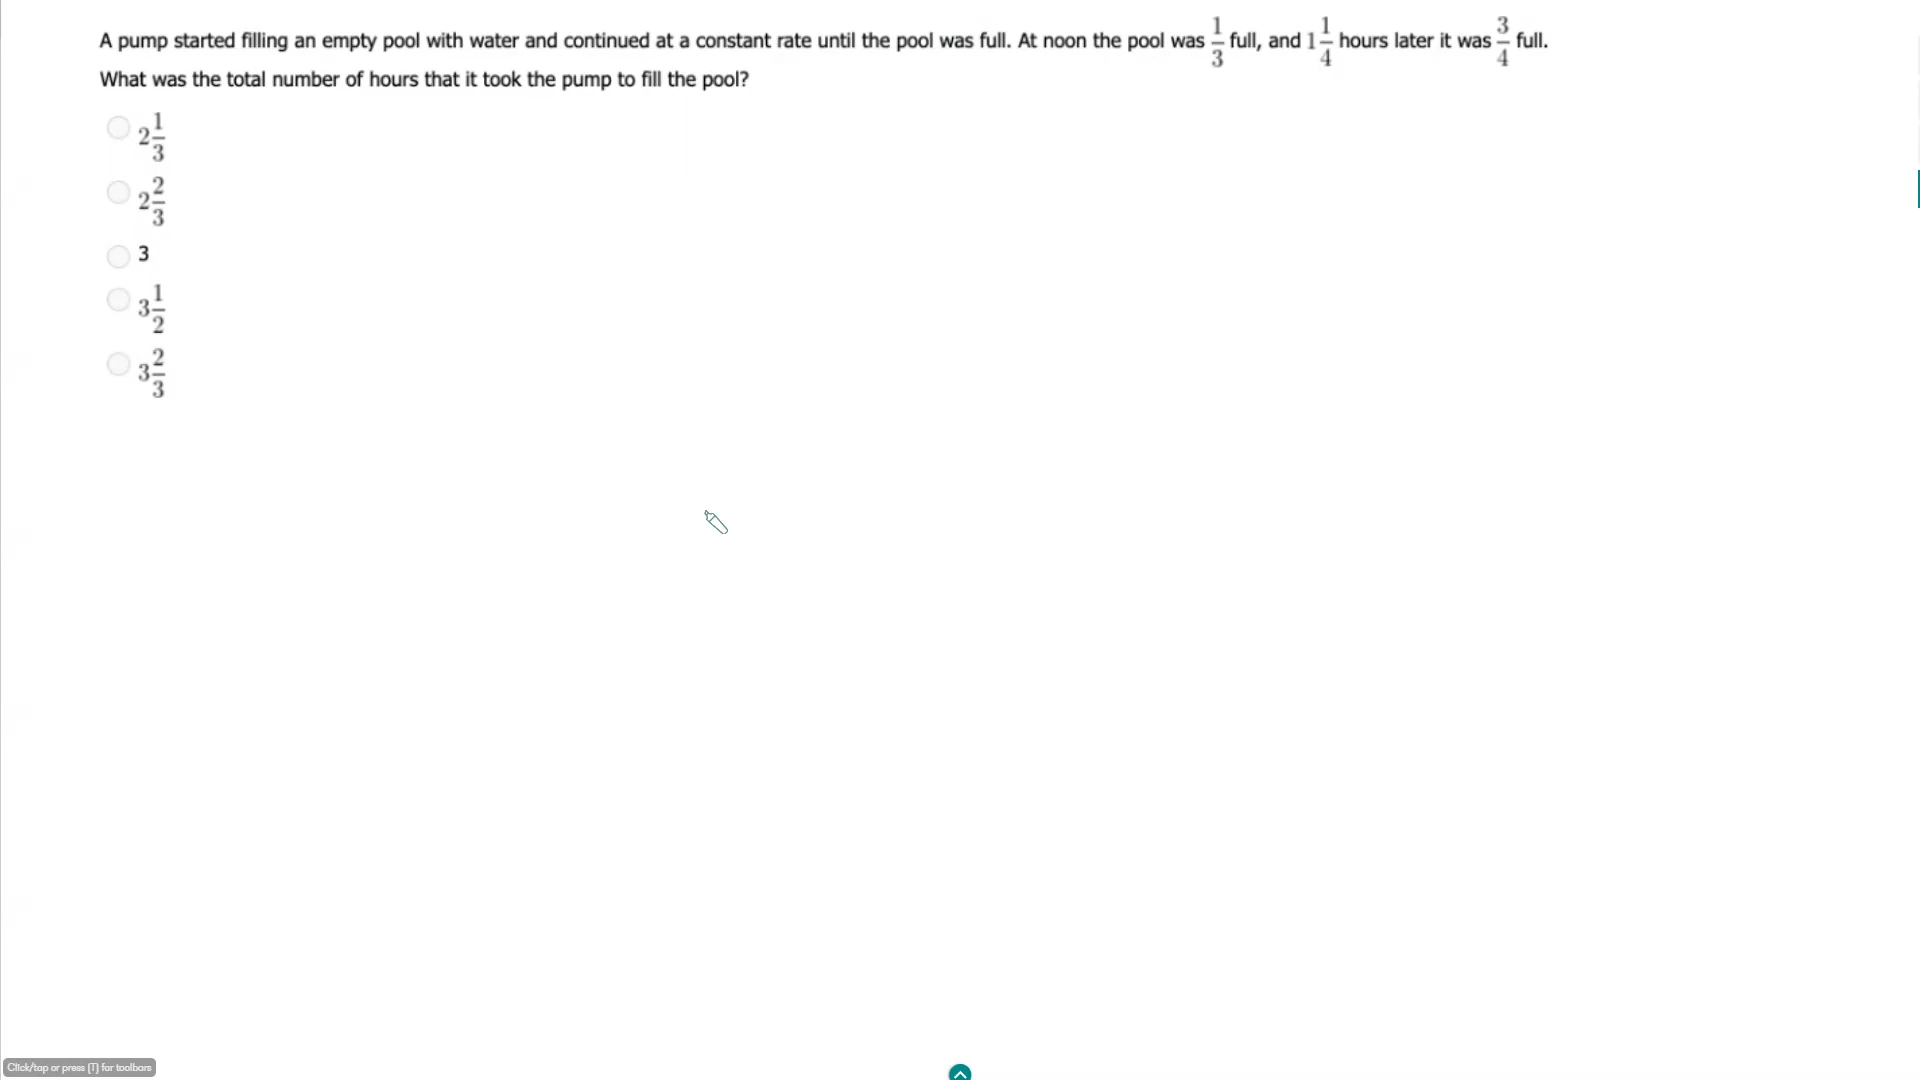 A pump started filling an empty pool with water and continued at a constant rate until the pool was full. At noon the pool was 1/3 full, and 1 1/4 hours later it was 3/4 full.
What was the total number of hours that it took the pump to fill the pool?
2 1/3
2 2/3
3
3 1/2
3 2/3
Click/tap or press [T] for toolbars